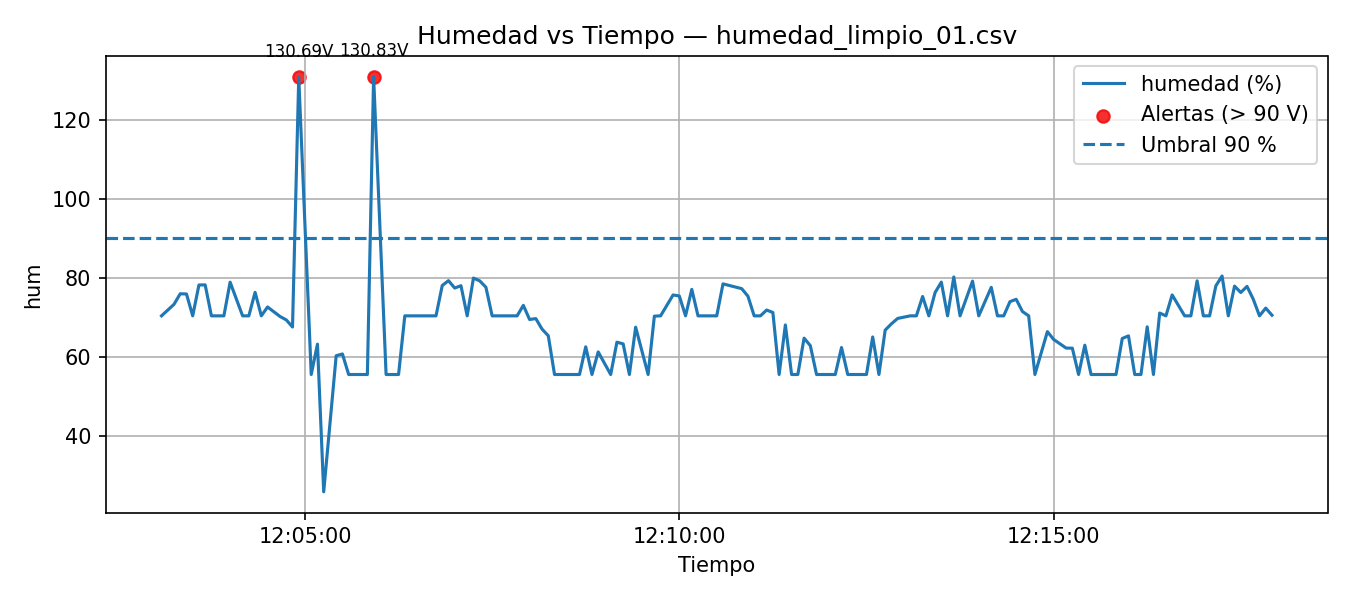 Humedad vs Tiempo — humedad_limpio_01.csv
130.69V 130.83V
humedad (%)
Alertas (> 90 V)
Umbral 90 %
hum
120
100
80
60
40
12:05:00 12:10:00 12:15:00
Tiempo